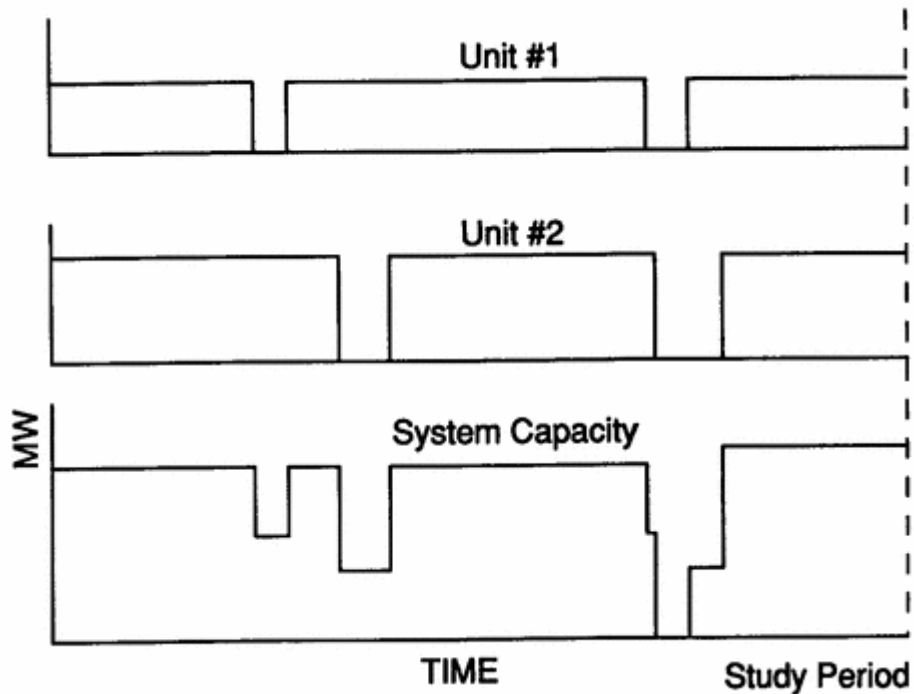 Unit #1
Unit #2
System Capacity
MW
TIME
Study Period